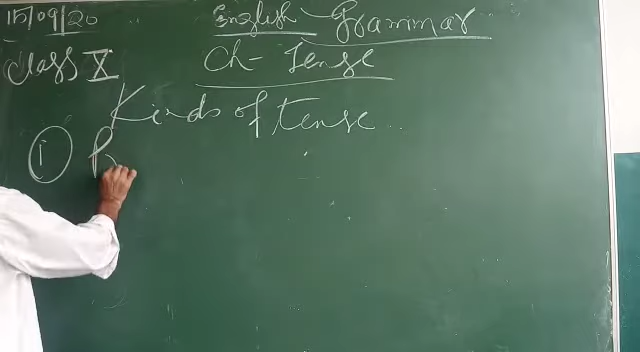 15/09/20
English Grammar
Class X
Ch - Tense
Kinds of Tense
① P